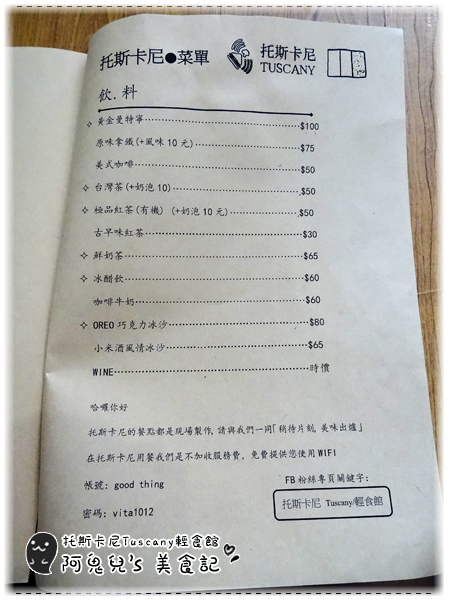 托斯卡尼●菜單
托斯卡尼
TUSCANY
飲.料
✧ 黃金曼特寧 $100
原味拿鐵(+風味10元) $75
美式咖啡 $50
✧ 台灣茶(+奶泡10) $50
✧ 極品紅茶(有機) (+奶泡10元) $50
古早味紅茶 $30
✧ 鮮奶茶 $65
✧ 冰醋飲 $60
咖啡牛奶 $60
✧ OREO巧克力冰沙 $80
小米酒風情冰沙 $65
WINE 時價
哈囉你好
托斯卡尼的餐點都是現場製作,請與我們一同「稍待片刻,美味出爐」
在托斯卡尼用餐我們是不加收服務費, 免費提供您使用WIFI
帳號: good thing
FB粉絲專頁關鍵字:
托斯卡尼 Tuscany/輕食館
密碼: vita1012
托斯卡尼Tuscany輕食館
阿鬼兒's 美食記